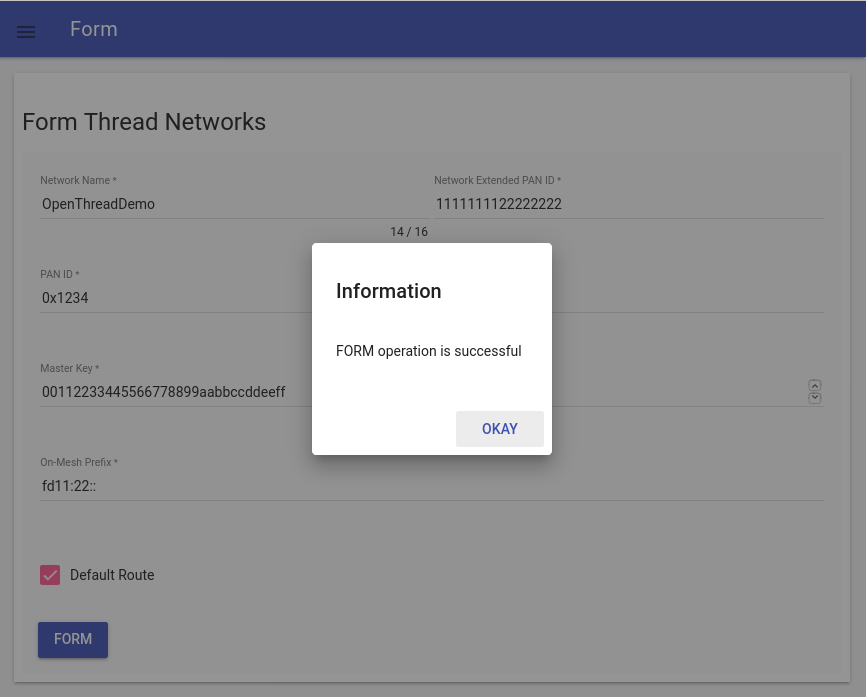 Form
Form Thread Networks
Network Name *
Network Extended PAN ID *
OpenThreadDemo
1111111122222222
14 / 16
PAN ID *
0x1234
Information
FORM operation is successful
OKAY
Master Key *
00112233445566778899aabbccddeeff
On-Mesh Prefix *
fd11:22::
Default Route
FORM